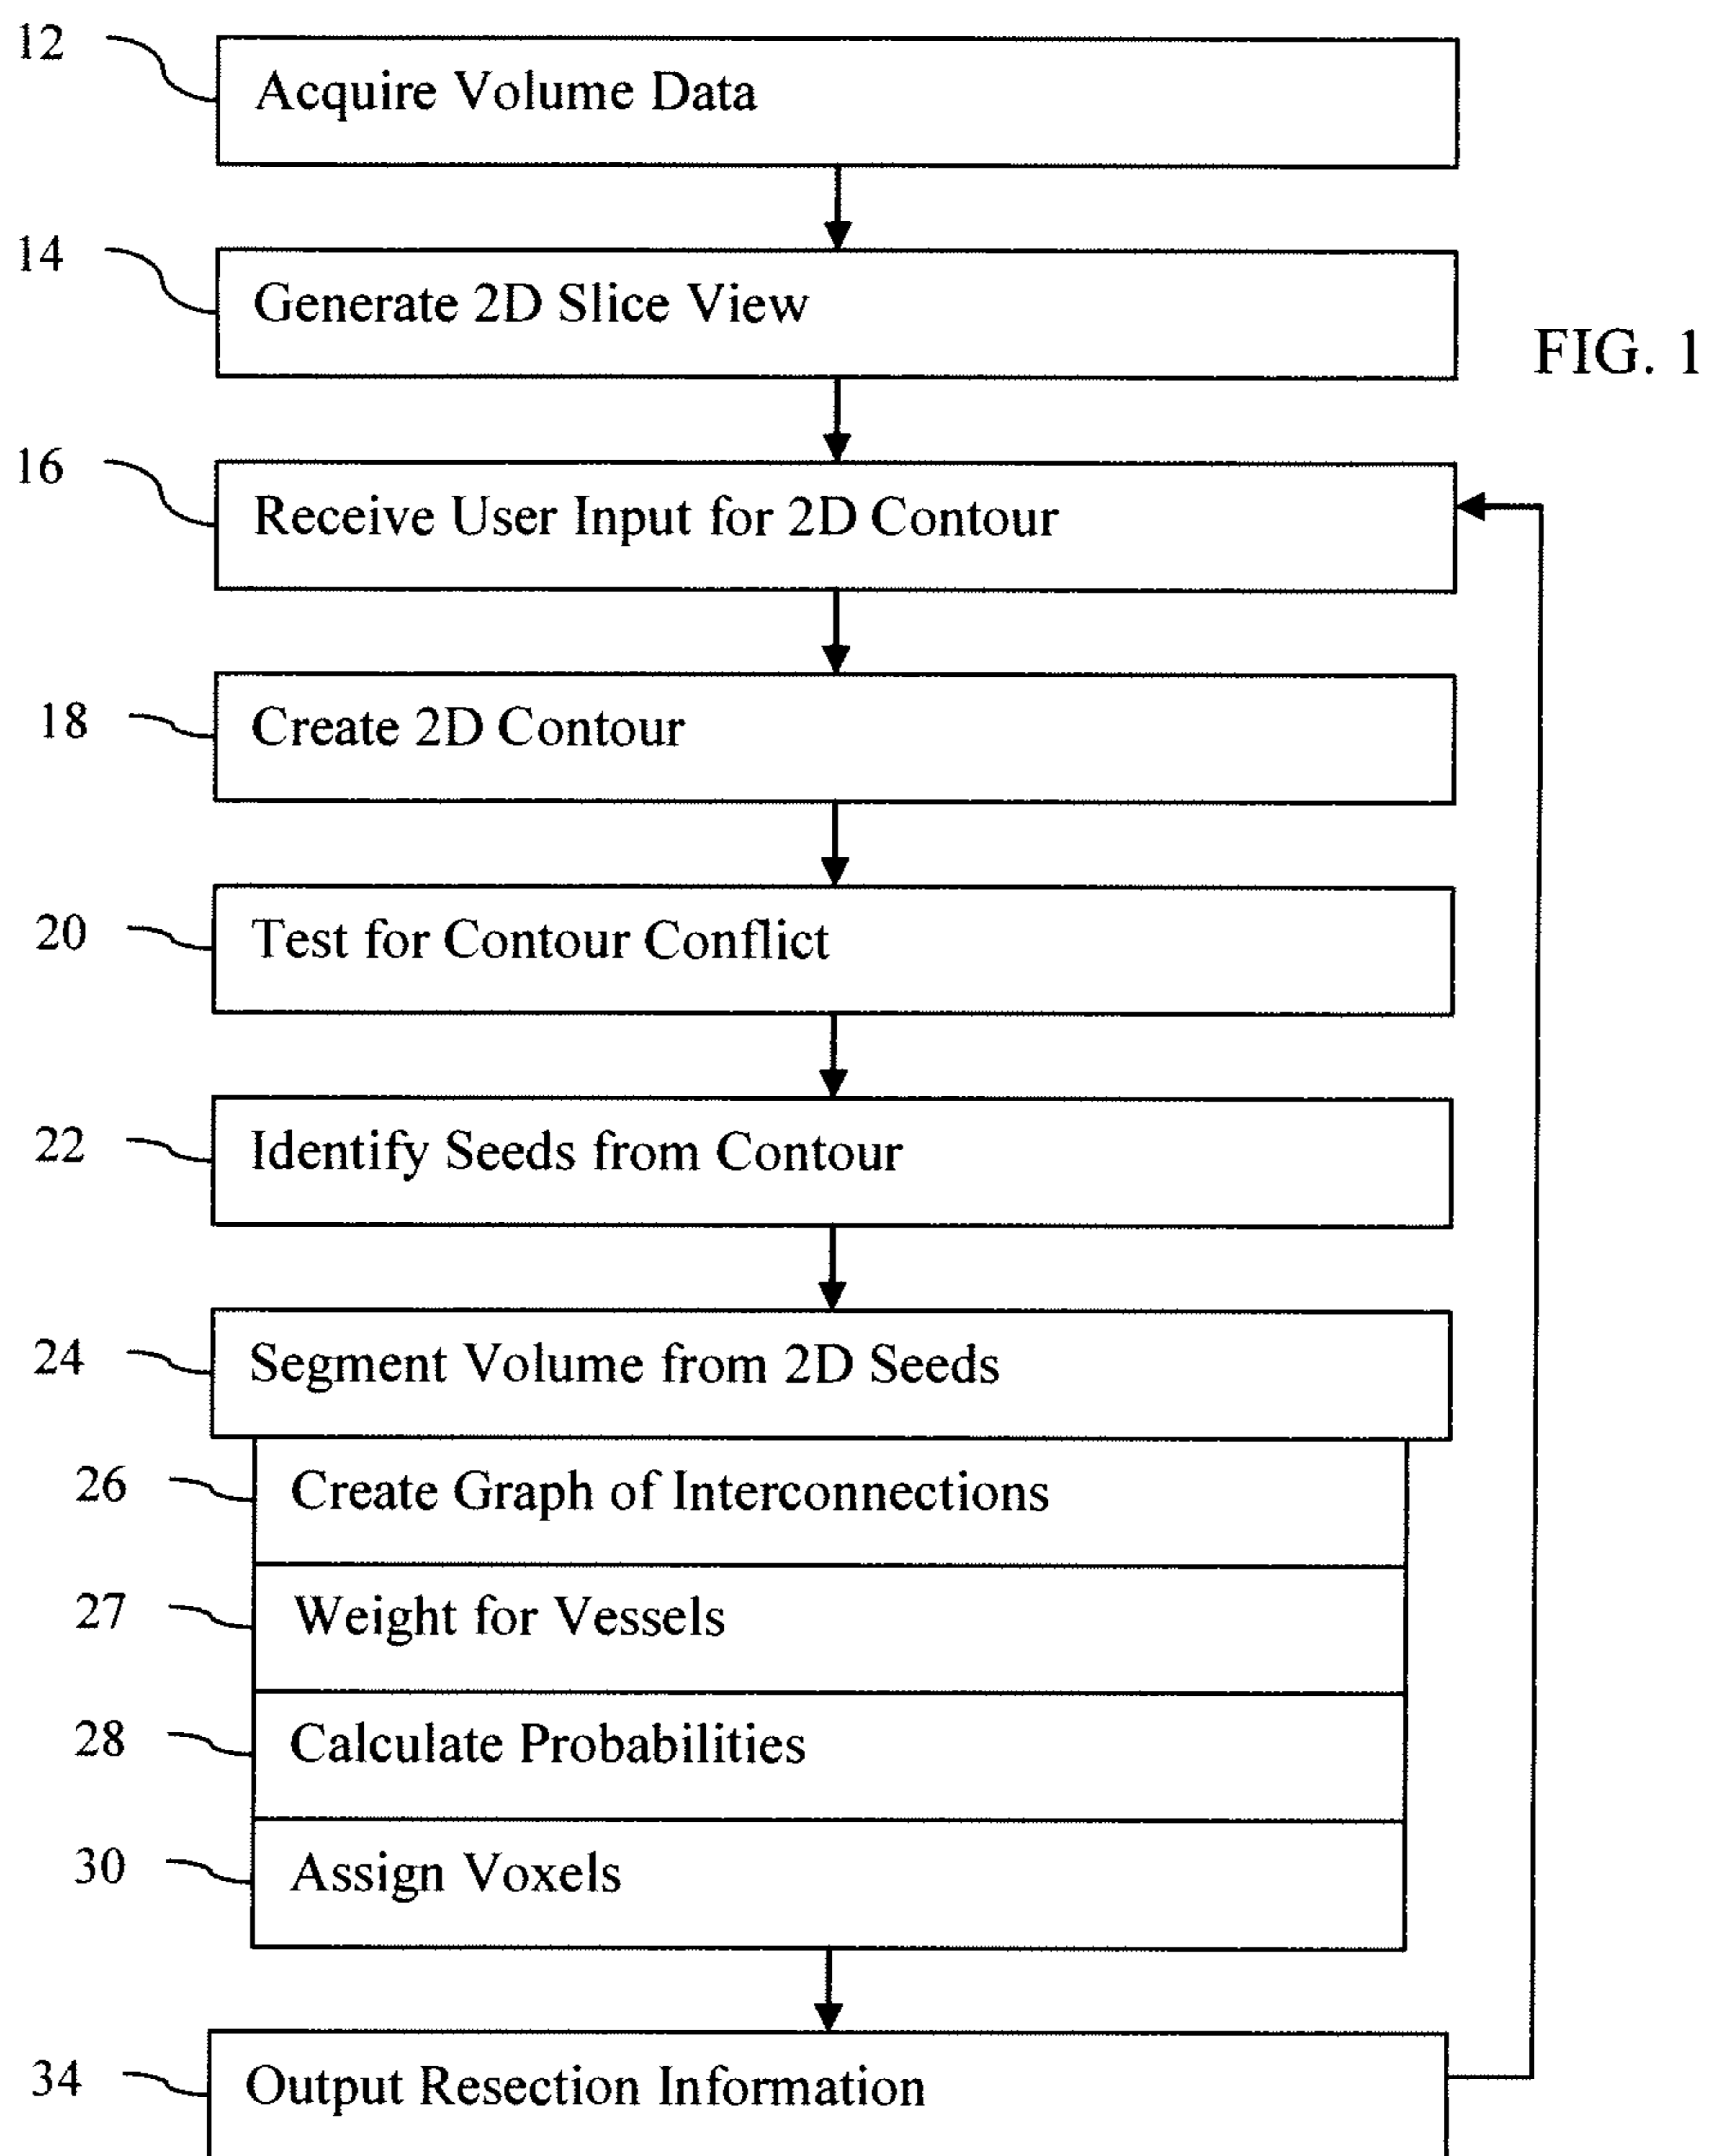 12
Acquire Volume Data
14
Generate 2D Slice View
FIG. 1
16
Receive User Input for 2D Contour
18
Create 2D Contour
20
Test for Contour Conflict
22
Identify Seeds from Contour
24
Segment Volume from 2D Seeds
26
Create Graph of Interconnections
27
Weight for Vessels
28
Calculate Probabilities
30
Assign Voxels
34
Output Resection Information